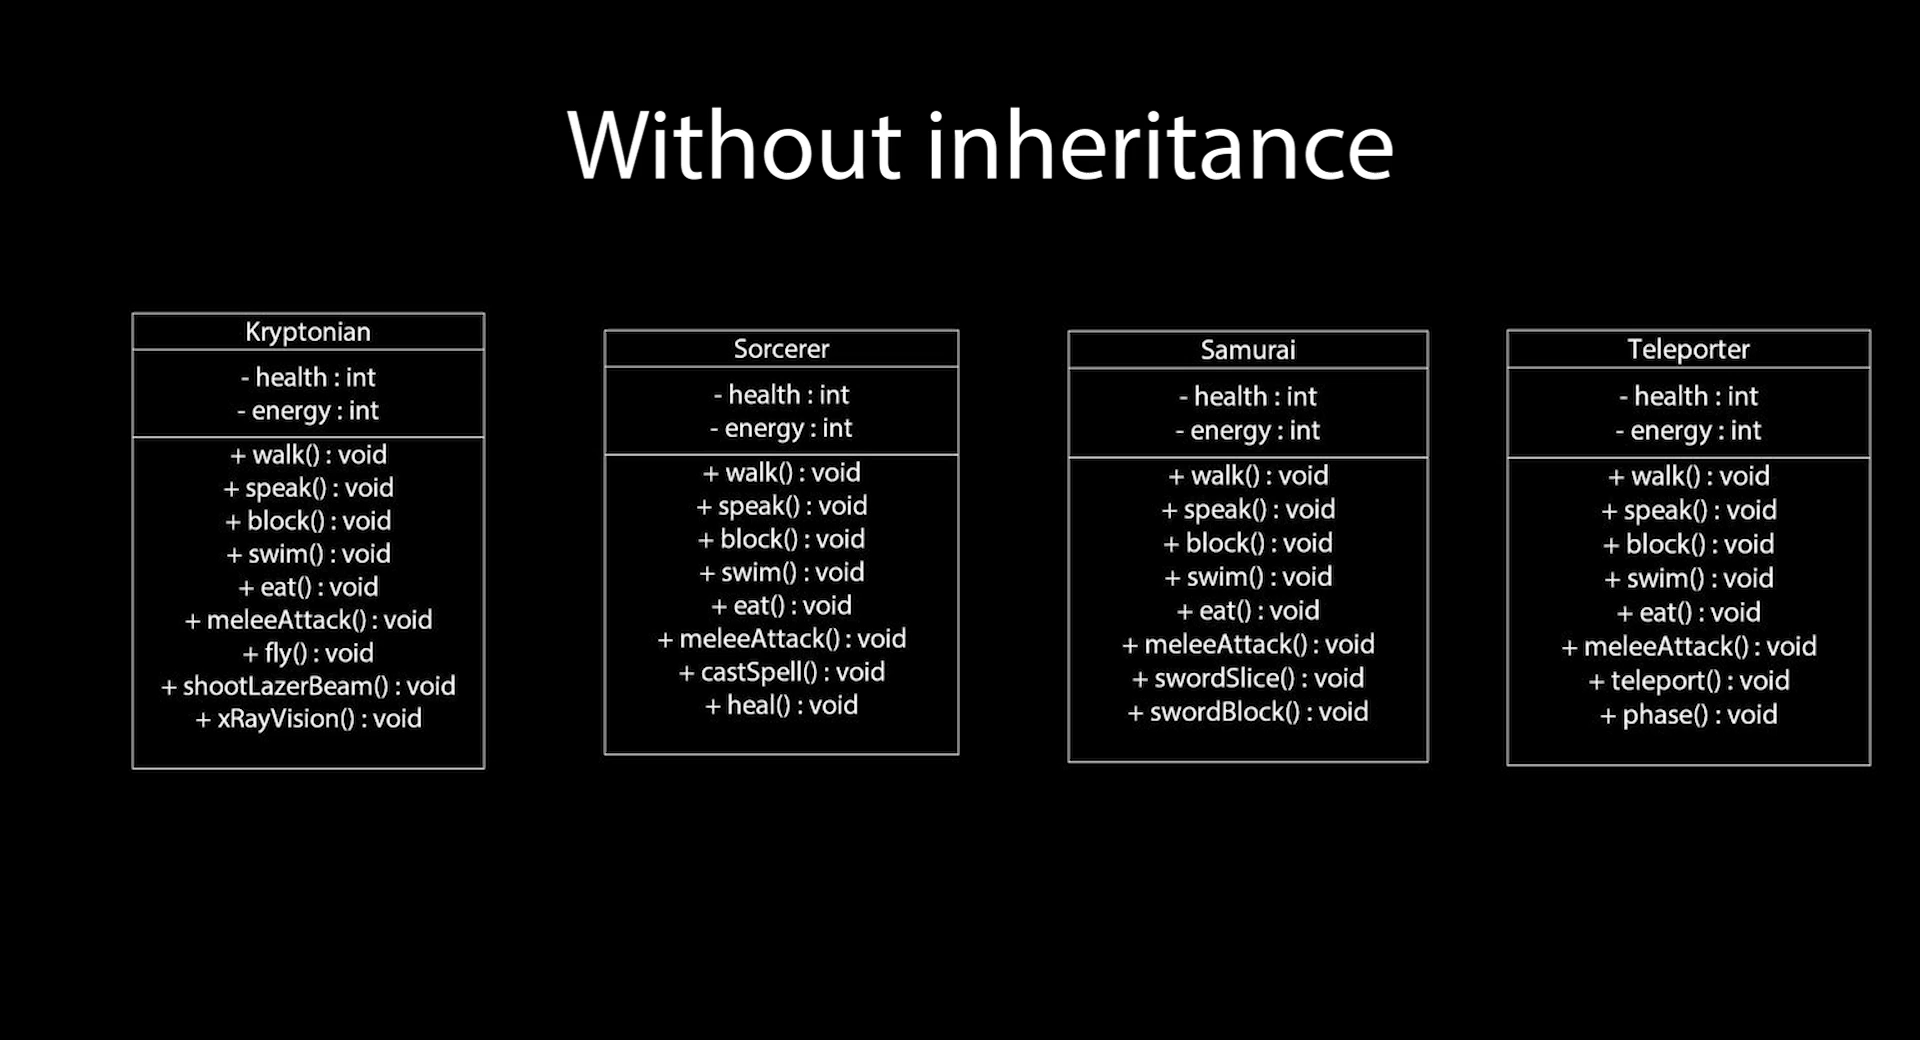 Without inheritance
Kryptonian
- health : int
- energy : int
+ walk() : void
+ speak() : void
+ block() : void
+ swim() : void
+ eat() : void
+ meleeAttack() : void
+ fly() : void
+ shootLazerBeam() : void
+ xRayVision() : void
Sorcerer
- health : int
- energy : int
+ walk() : void
+ speak() : void
+ block() : void
+ swim() : void
+ eat() : void
+ meleeAttack() : void
+ castSpell() : void
+ heal() : void
Samurai
- health : int
- energy : int
+ walk() : void
+ speak() : void
+ block() : void
+ swim() : void
+ eat() : void
+ meleeAttack() : void
+ swordSlice() : void
+ swordBlock() : void
Teleporter
- health : int
- energy : int
+ walk() : void
+ speak() : void
+ block() : void
+ swim() : void
+ eat() : void
+ meleeAttack() : void
+ teleport() : void
+ phase() : void